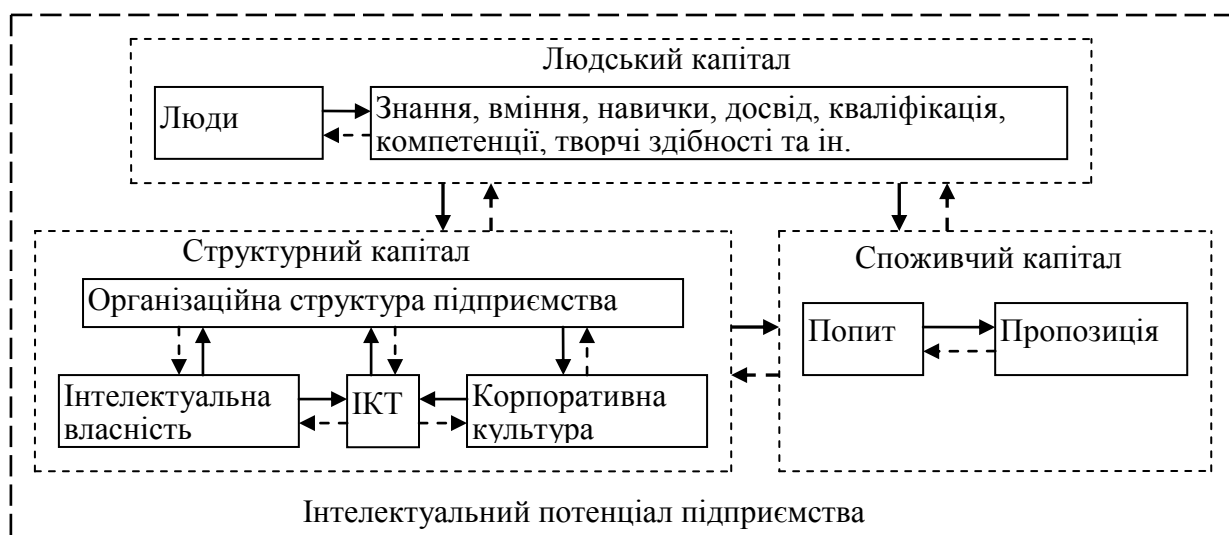 Людський капітал
Люди
Знання, вміння, навички, досвід, кваліфікація,
компетенції, творчі здібності та ін.
Структурний капітал
Організаційна структура підприємства
Інтелектуальна
власність
ІКТ
Корпоративна
культура
Споживчий капітал
Попит
Пропозиція
Інтелектуальний потенціал підприємства